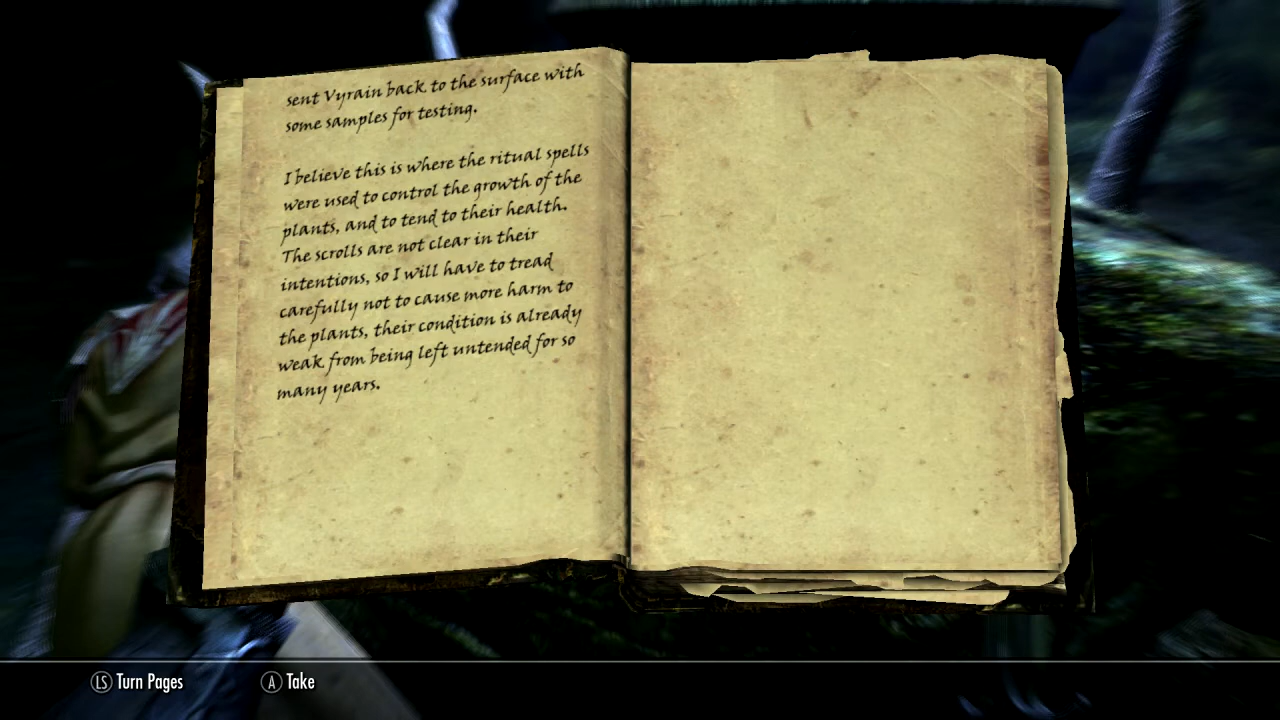 sent Vyrain back to the surface with
some samples for testing.
I believe this is where the ritual spells
were used to control the growth of the
plants, and to tend to their health.
The scrolls are not clear in their
intentions, so I will have to tread
carefully not to cause more harm to
the plants, their condition is already
weak from being left untended for so
many years.
LS Turn Pages
A Take